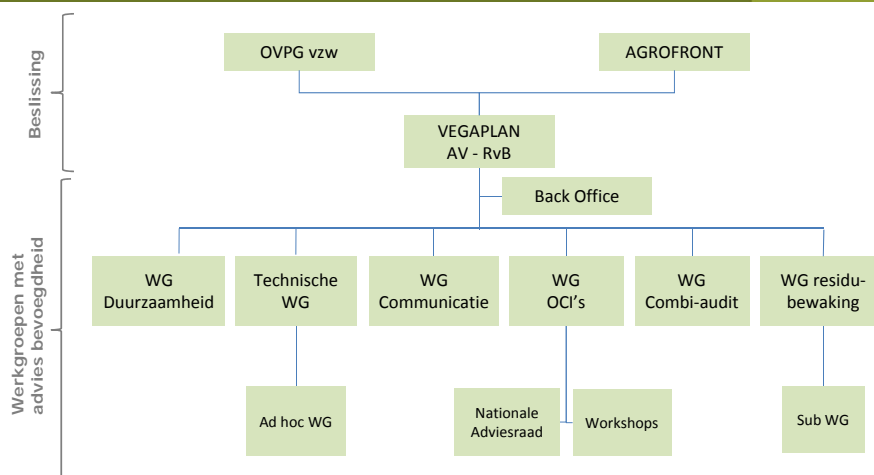 Beslissing
OVPG vzw
AGROFRONT
VEGAPLAN
AV - RvB
Back Office
Werkgroepen met
advies bevoegdheid
WG
Duurzaamheid
Technische
WG
WG
Communicatie
WG
OCI's
WG
Combi-audit
WG residu-
bewaking
Ad hoc WG
Nationale
Adviesraad
Workshops
Sub WG